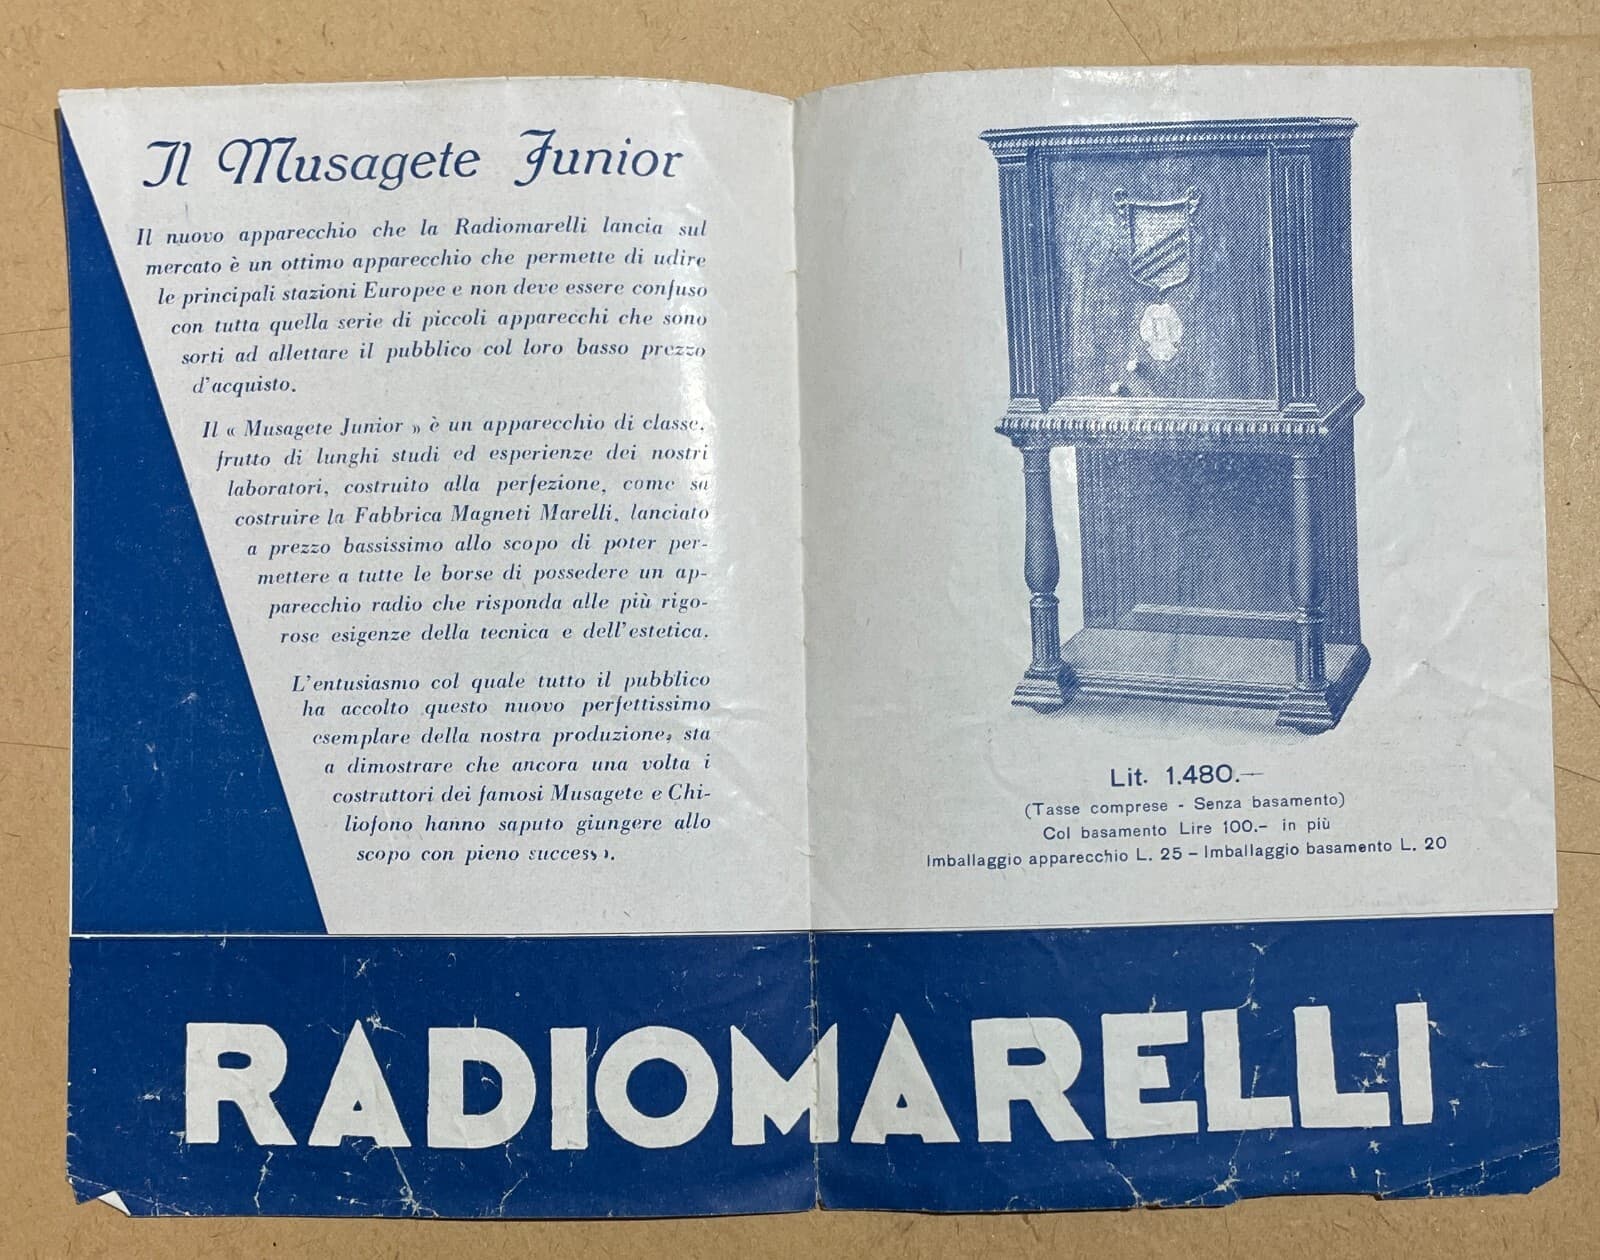 Il Musagete Junior
Il nuovo apparecchio che la Radiomarelli lancia sul
mercato è un ottimo apparecchio che permette di udire
le principali stazioni Europee e non deve essere confuso
con tutta quella serie di piccoli apparecchi che sono
sorti ad allettare il pubblico col loro basso prezzo
d'acquisto.
Il « Musagete Junior » è un apparecchio di classe,
frutto di lunghi studi ed esperienze dei nostri
laboratori, costruito alla perfezione, come sa
costruire la Fabbrica Magneti Marelli, lanciato
a prezzo bassissimo allo scopo di poter per-
mettere a tutte le borse di possedere un ap-
parecchio radio che risponda alle più rigo-
rose esigenze della tecnica e dell'estetica.
L'entusiasmo col quale tutto il pubblico
ha accolto questo nuovo perfettissimo
esemplare della nostra produzione, sta
a dimostrare che ancora una volta i
costruttori dei famosi Musagete e Chi-
liofono hanno saputo giungere allo
scopo con pieno successo.
Lit. 1.480.—
(Tasse comprese - Senza basamento)
Col basamento Lire 100.- in più
Imballaggio apparecchio L. 25 - Imballaggio basamento L. 20
RADIOMARELLI